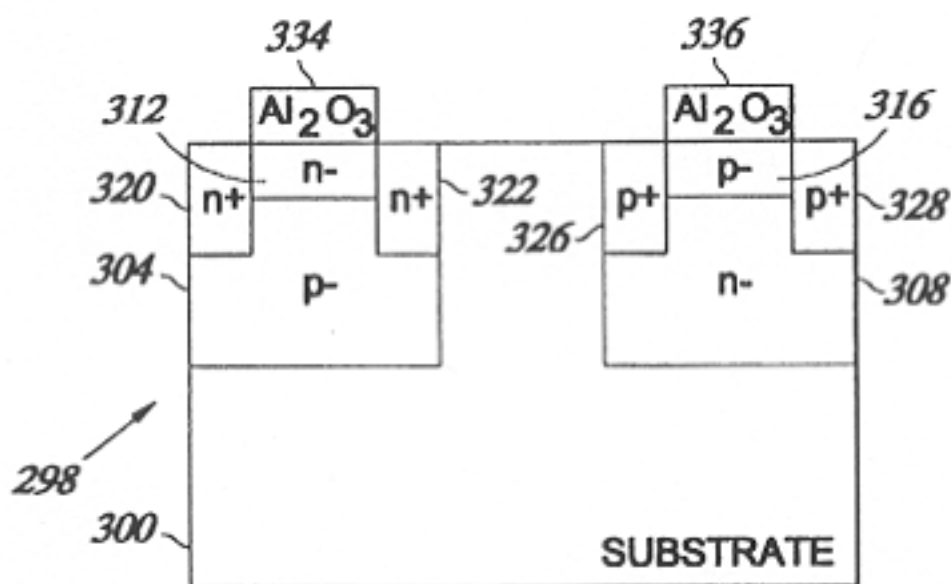 334
336
312
Al2O3
Al2O3
316
320
n+
n-
n+
322
p+
p-
p+
328
326
304
p-
n-
308
298
300
SUBSTRATE